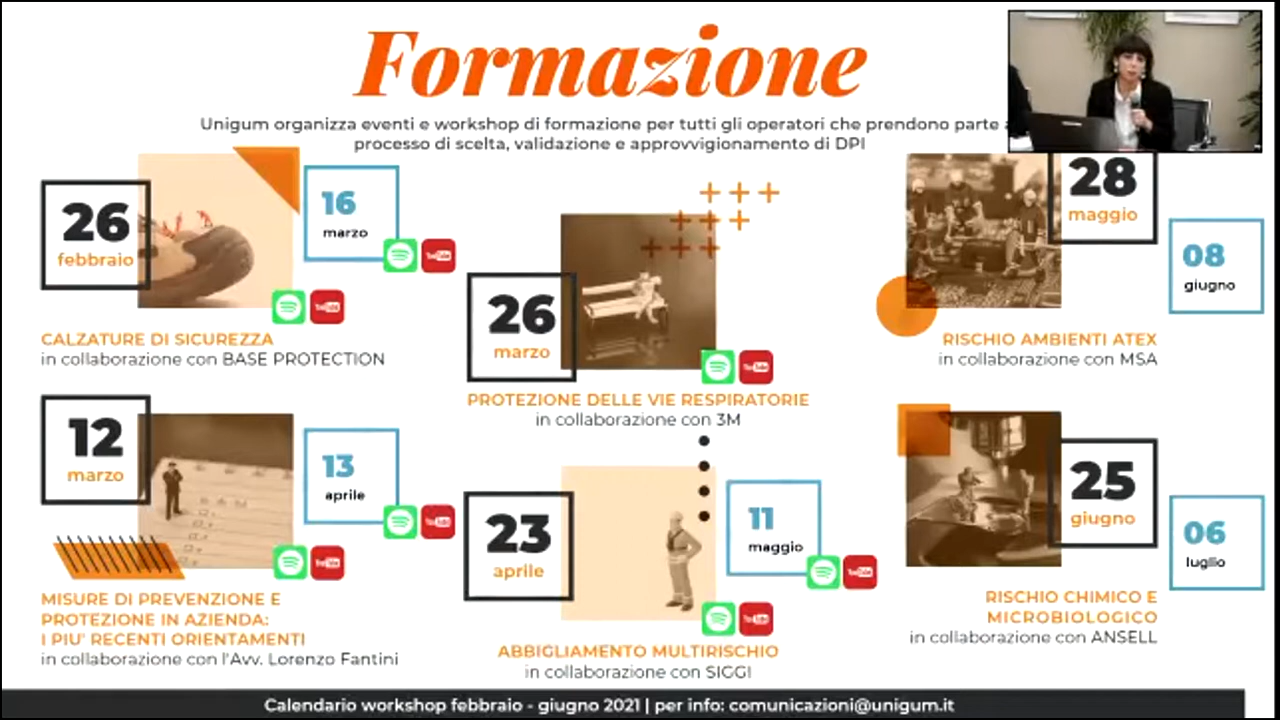 Formazione
Unigum organizza eventi e workshop di formazione per tutti gli operatori che prendono parte
processo di scelta, validazione e approvvigionamento di DPI
26
febbraio
16
marzo
CALZATURE DI SICUREZZA
in collaborazione con BASE PROTECTION
12
marzo
13
aprile
MISURE DI PREVENZIONE E
PROTEZIONE IN AZIENDA:
I PIU' RECENTI ORIENTAMENTI
in collaborazione con l'Avv. Lorenzo Fantini
26
marzo
PROTEZIONE DELLE VIE RESPIRATORIE
in collaborazione con 3M
23
aprile
11
maggio
ABBIGLIAMENTO MULTIRISCHIO
in collaborazione con SIGGI
28
maggio
08
giugno
RISCHIO AMBIENTI ATEX
in collaborazione con MSA
25
giugno
06
luglio
RISCHIO CHIMICO E
MICROBIOLOGICO
in collaborazione con ANSELL
Calendario workshop febbraio - giugno 2021 | per info: comunicazioni@unigum.it